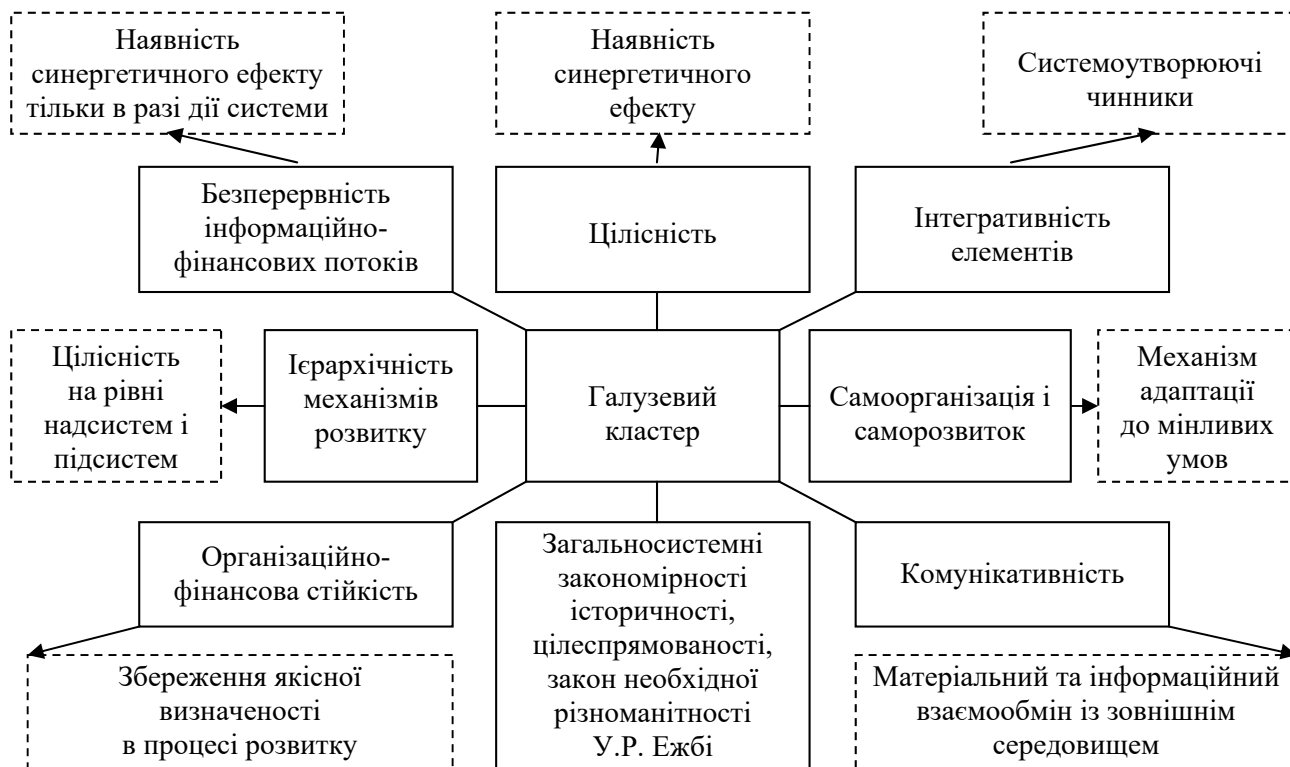 Наявність
синергетичного ефекту
тільки в разі дії системи
Наявність
синергетичного
ефекту
Системоутворюючі
чинники
Безперервність
інформаційно-
фінансових потоків
Цілісність
Інтегративність
елементів
Цілісність
на рівні
надсистем і
підсистем
Ієрархічність
механізмів
розвитку
Галузевий
кластер
Самоорганізація і
саморозвиток
Механізм
адаптації
до мінливих
умов
Організаційно-
фінансова стійкість
Загальносистемні
закономірності
історичності,
цілеспрямованості,
закон необхідної
різноманітності
У.Р. Ежбі
Комунікативність
Збереження якісної
визначеності
в процесі розвитку
Матеріальний та інформаційний
взаємообмін із зовнішнім
середовищем